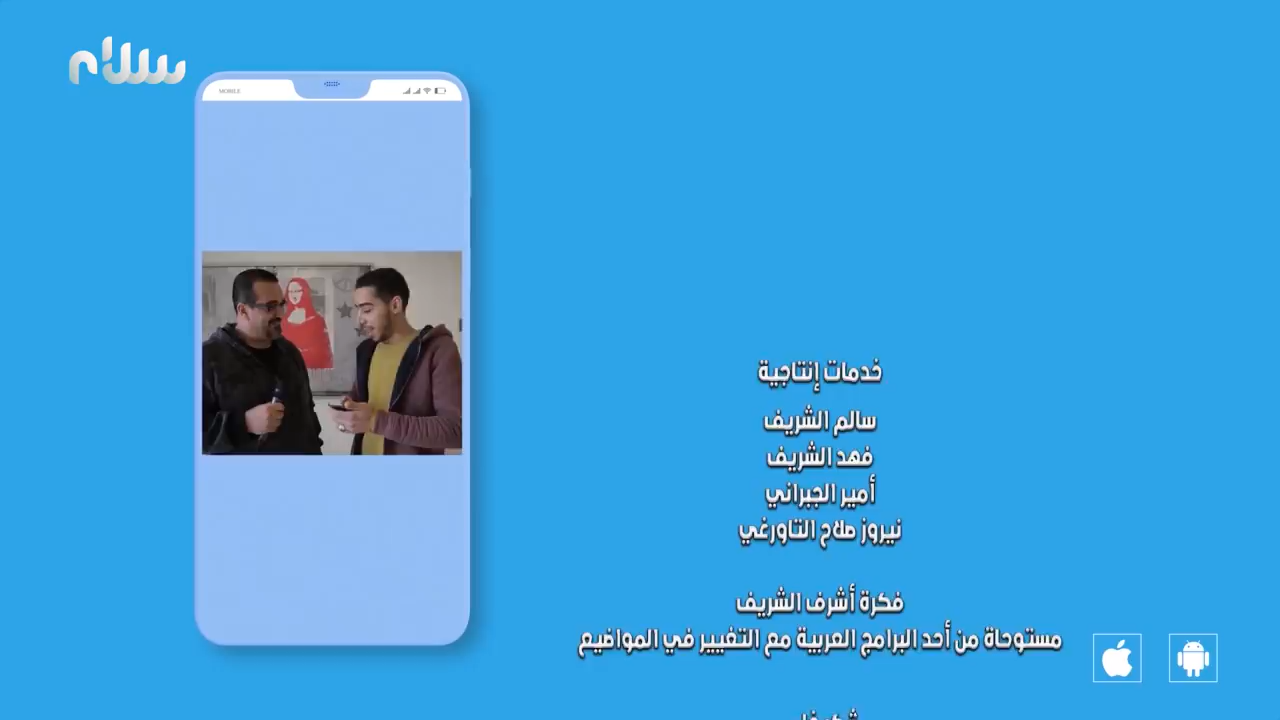 سلام
MOBILE
خدمات إنتاجية
سالم الشريف
فهد الشريف
أمير الجبراني
نيروز صلاح التاورغي
فكرة أشرف الشريف
مستوحاة من أحد البرامج العربية مع التغيير في المواضيع